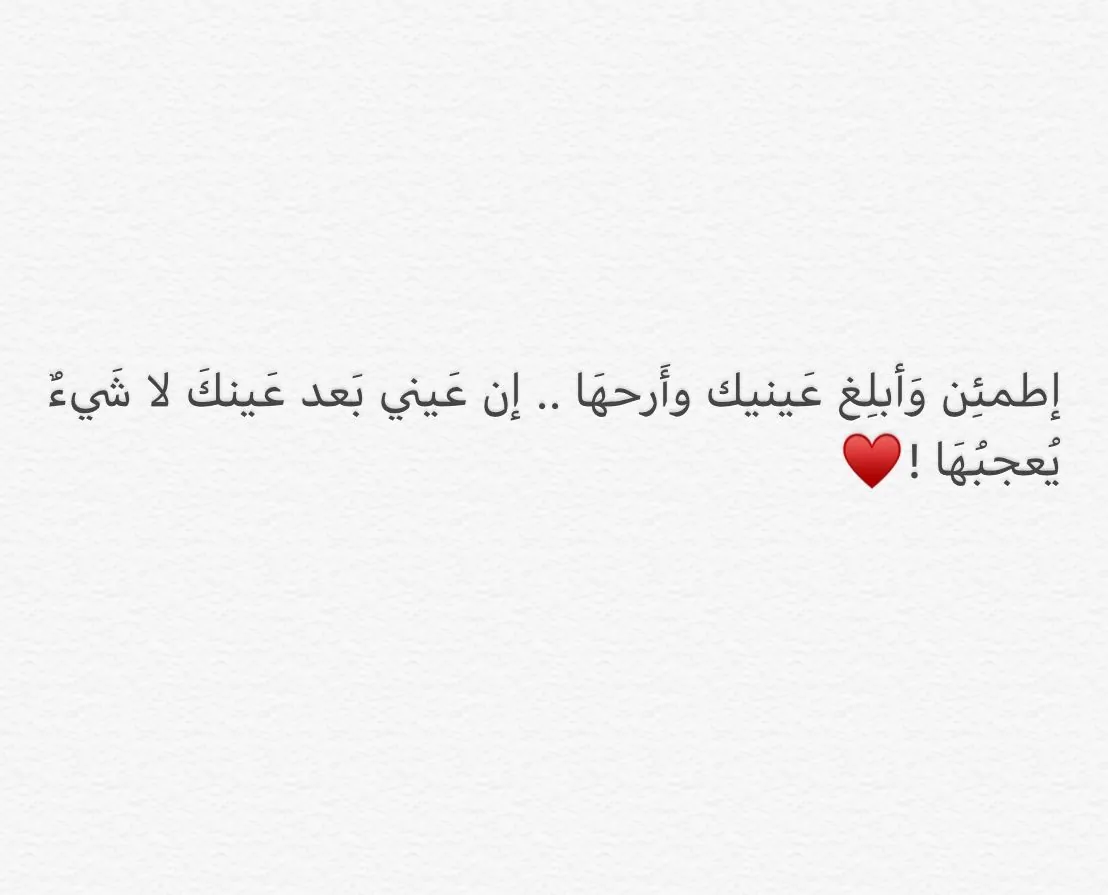 إطمئِن وَأبلِغ عَينيك وأَرحهَا .. إن عَيني بَعد عَينكَ لا شَيءٌ
يُعجبُهَا !♥️